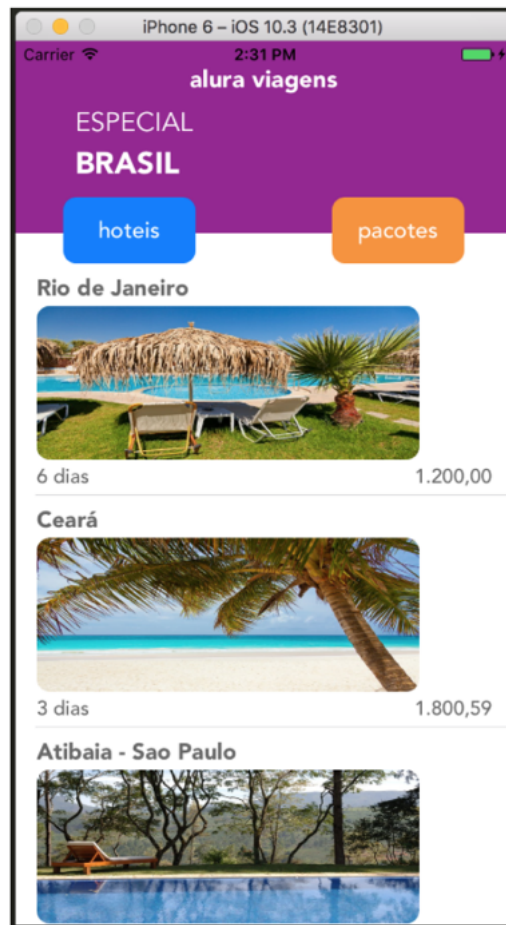 iPhone 6 – iOS 10.3 (14E8301)
Carrier 2:31 PM
alura viagens
ESPECIAL
BRASIL
hoteis pacotes
Rio de Janeiro
6 dias 1.200,00
Ceará
3 dias 1.800,59
Atibaia - Sao Paulo